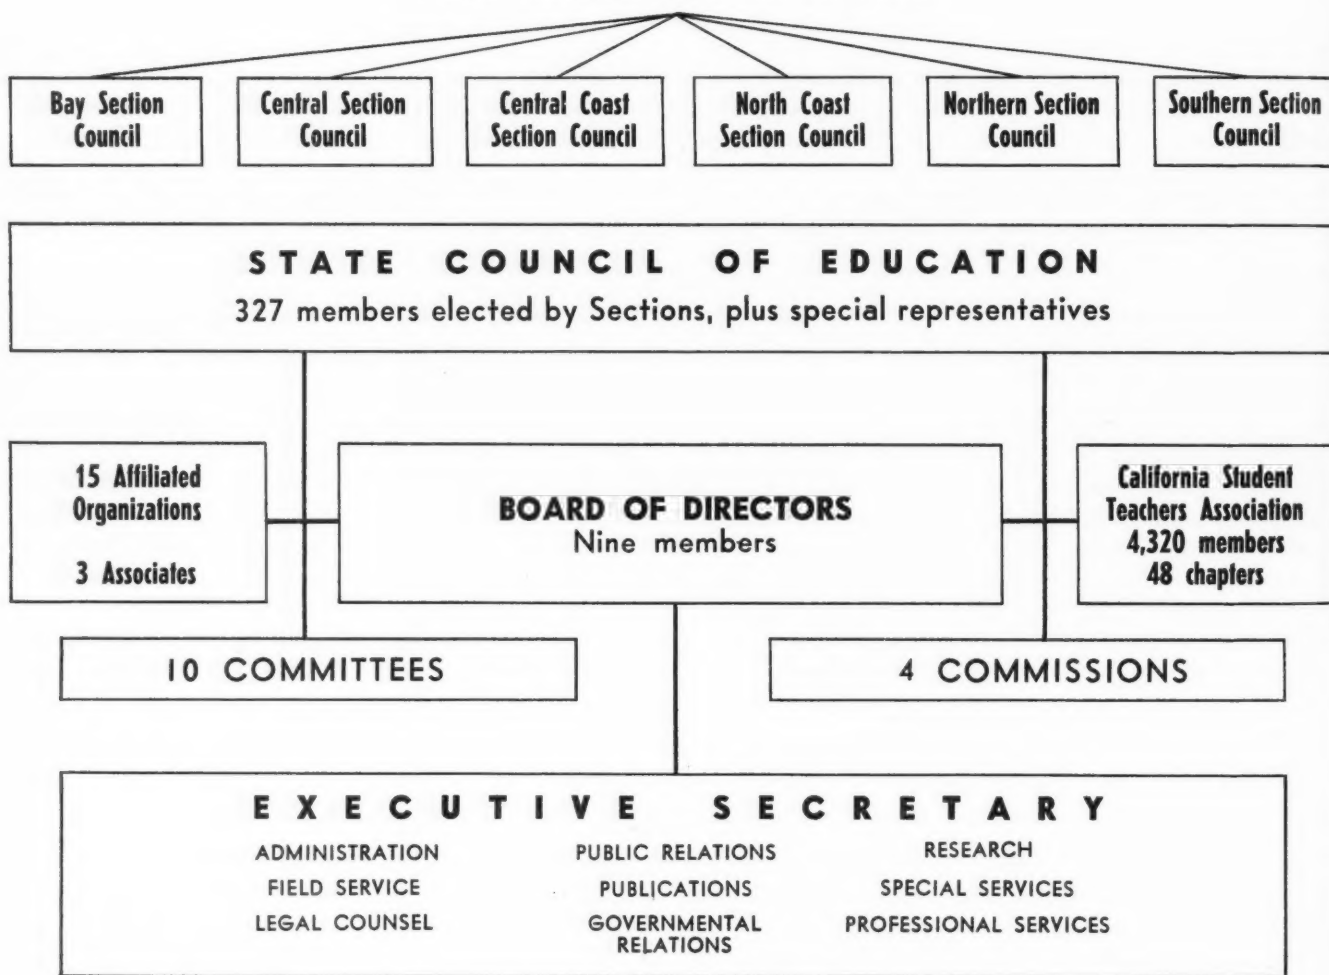 Bay Section
Council
Central Section
Council
Central Coast
Section Council
North Coast
Section Council
Northern Section
Council
Southern Section
Council
STATE COUNCIL OF EDUCATION
327 members elected by Sections, plus special representatives
15 Affiliated
Organizations
3 Associates
BOARD OF DIRECTORS
Nine members
California Student
Teachers Association
4,320 members
48 chapters
10 COMMITTEES
4 COMMISSIONS
EXECUTIVE SECRETARY
ADMINISTRATION
FIELD SERVICE
LEGAL COUNSEL
PUBLIC RELATIONS
PUBLICATIONS
GOVERNMENTAL
RELATIONS
RESEARCH
SPECIAL SERVICES
PROFESSIONAL SERVICES